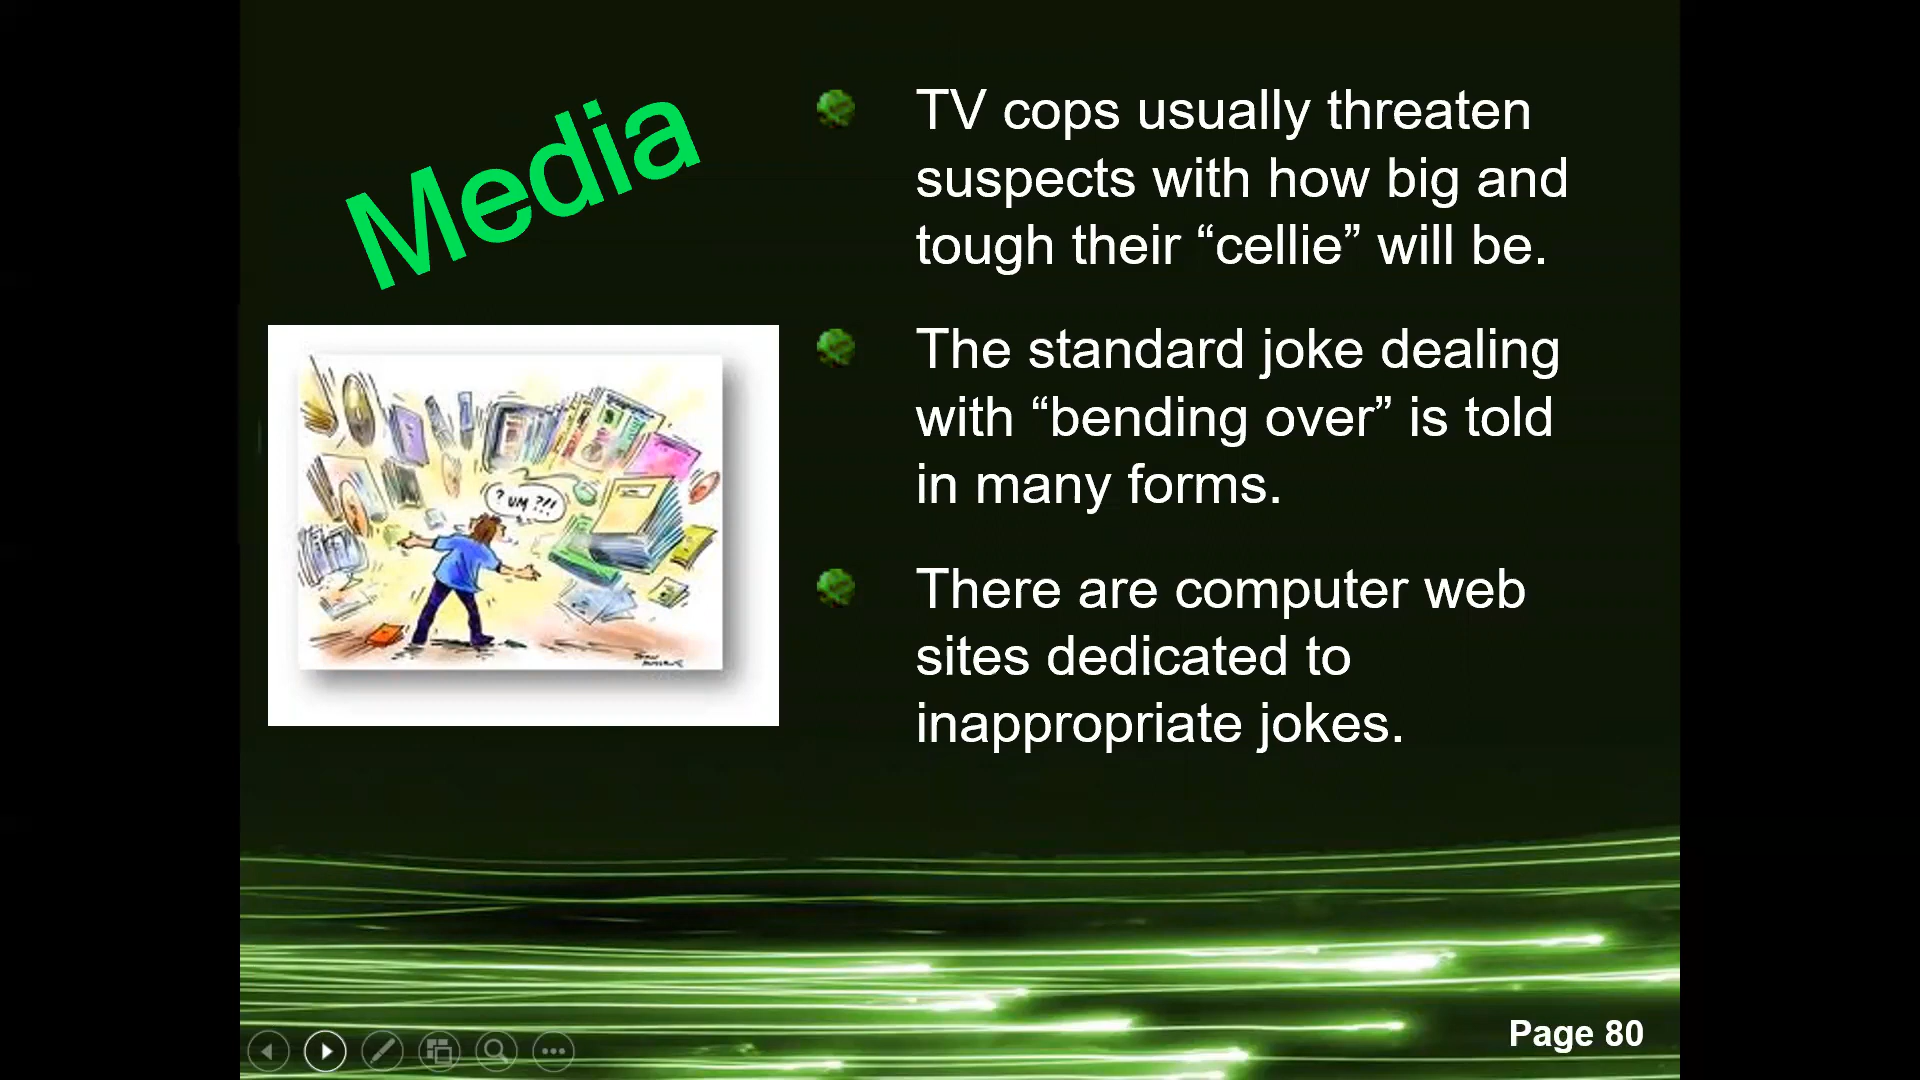 Media
TV cops usually threaten
suspects with how big and
tough their “cellie” will be.
The standard joke dealing
with “bending over” is told
in many forms.
There are computer web
sites dedicated to
inappropriate jokes.
? UM ?!!
Page 80